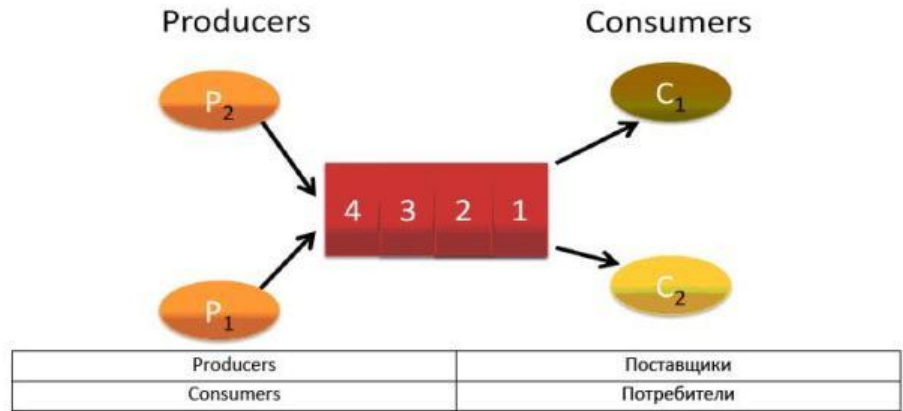 Producers Consumers
P2 C1
4 3 2 1
P1 C2
Producers Поставщики
Consumers Потребители